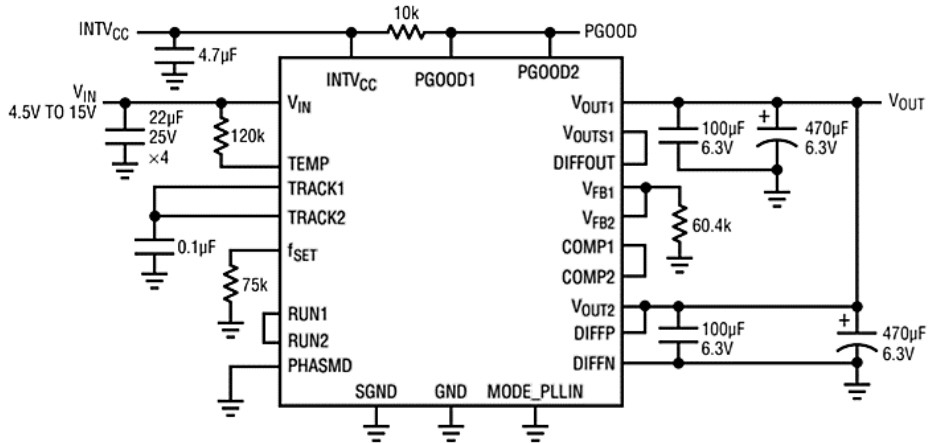 10k
INTVCC
PGOOD
4.7µF
INTVCC
PGOOD1
PGOOD2
VIN
4.5V TO 15V
22µF
25V
×4
120k
VIN
TEMP
TRACK1
TRACK2
0.1µF
fSET
75k
RUN1
RUN2
PHASMD
SGND
GND
MODE_PLLIN
VOUT1
VOUTS1
DIFFOUT
VFB1
VFB2
COMP1
COMP2
VOUT2
DIFFP
DIFFN
100µF
6.3V
+
470µF
6.3V
VOUT
60.4k
100µF
6.3V
+
470µF
6.3V